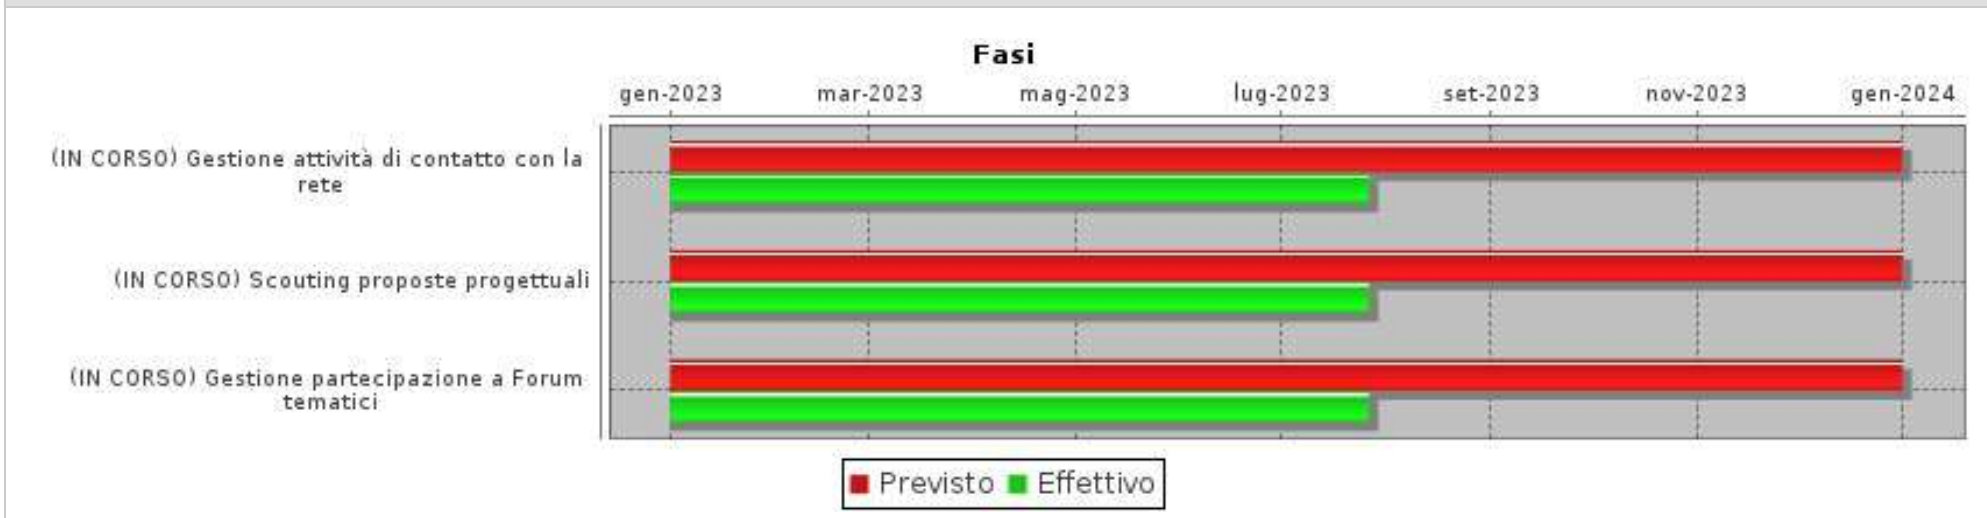 Fasi
gen-2023 mar-2023 mag-2023 lug-2023 set-2023 nov-2023 gen-2024
(IN CORSO) Gestione attività di contatto con la
rete
(IN CORSO) Scouting proposte progettuali
(IN CORSO) Gestione partecipazione a Forum
tematici
Previsto Effettivo